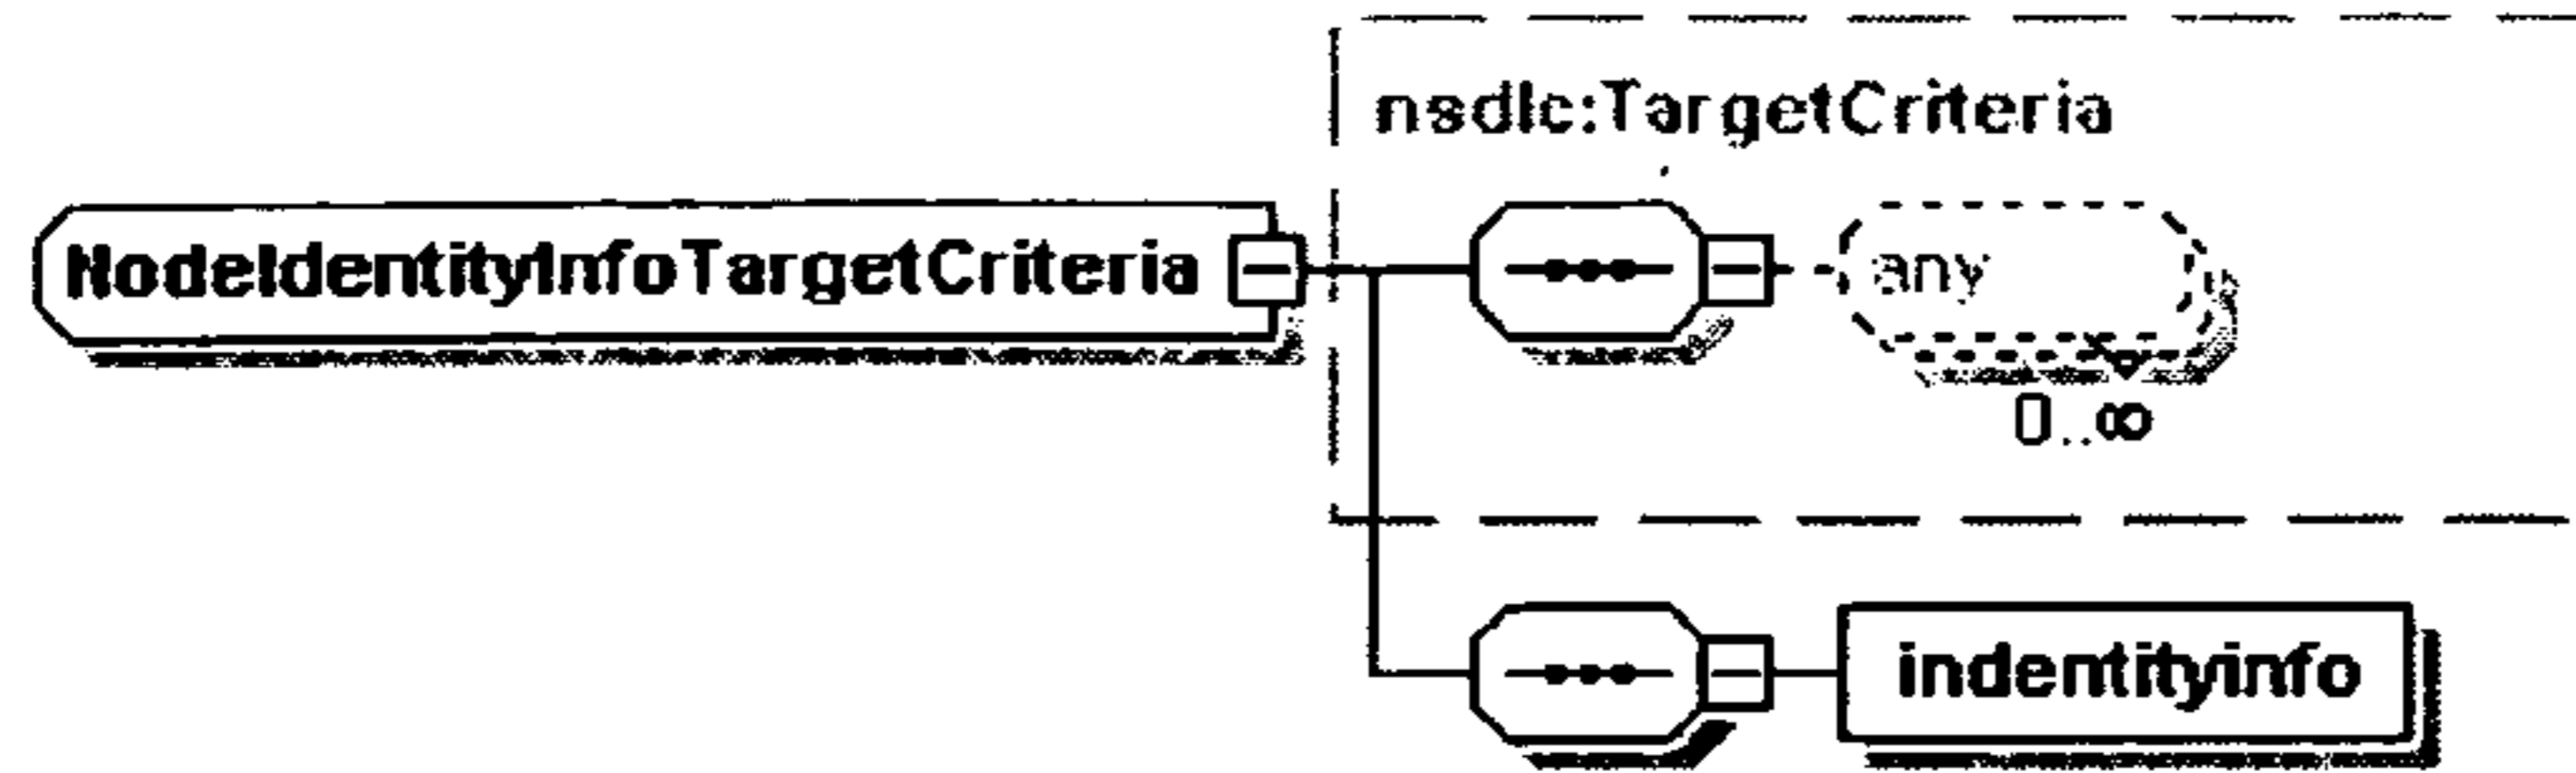 nsdlc:TargetCriteria
NodeIdentityInfoTargetCriteria
any
0..∞
indentityinfo